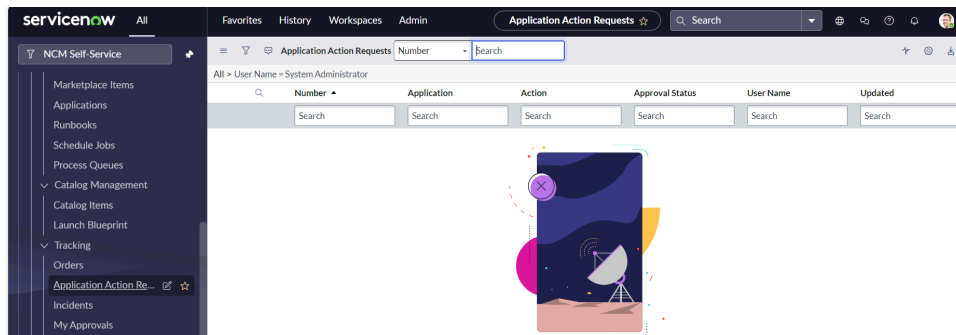 servicenow All Favorites History Workspaces Admin Application Action Requests Search
NCM Self-Service
Application Action Requests Number Search
All > User Name = System Administrator
Number Application Action Approval Status User Name Updated
Search Search Search Search Search Search
Marketplace Items
Applications
Runbooks
Schedule Jobs
Process Queues
Catalog Management
Catalog Items
Launch Blueprint
Tracking
Orders
Application Action Re...
Incidents
My Approvals